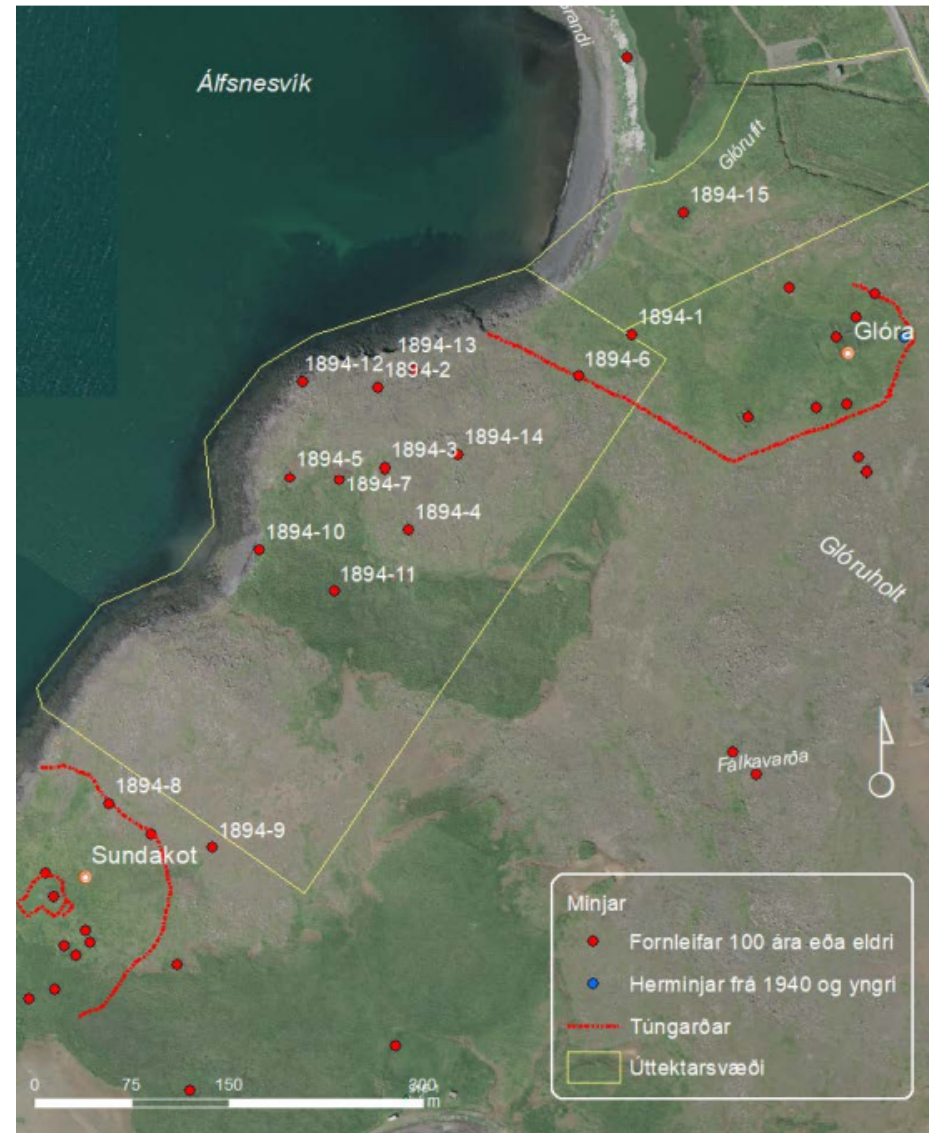 Álfsnesvík
Glóruflt
1894-15
1894-1
Glóra
1894-13
1894-6
1894-12
1894-2
1894-14
1894-3
1894-5
1894-7
1894-4
1894-10
Glóruholt
1894-11
Fálkavarða
1894-8
1894-9
Sundakot
Minjar
Fornleifar 100 ára eða eldri
Herminjar frá 1940 og yngri
Túngarðar
Úttektarsvæði
0 75 150 300
m